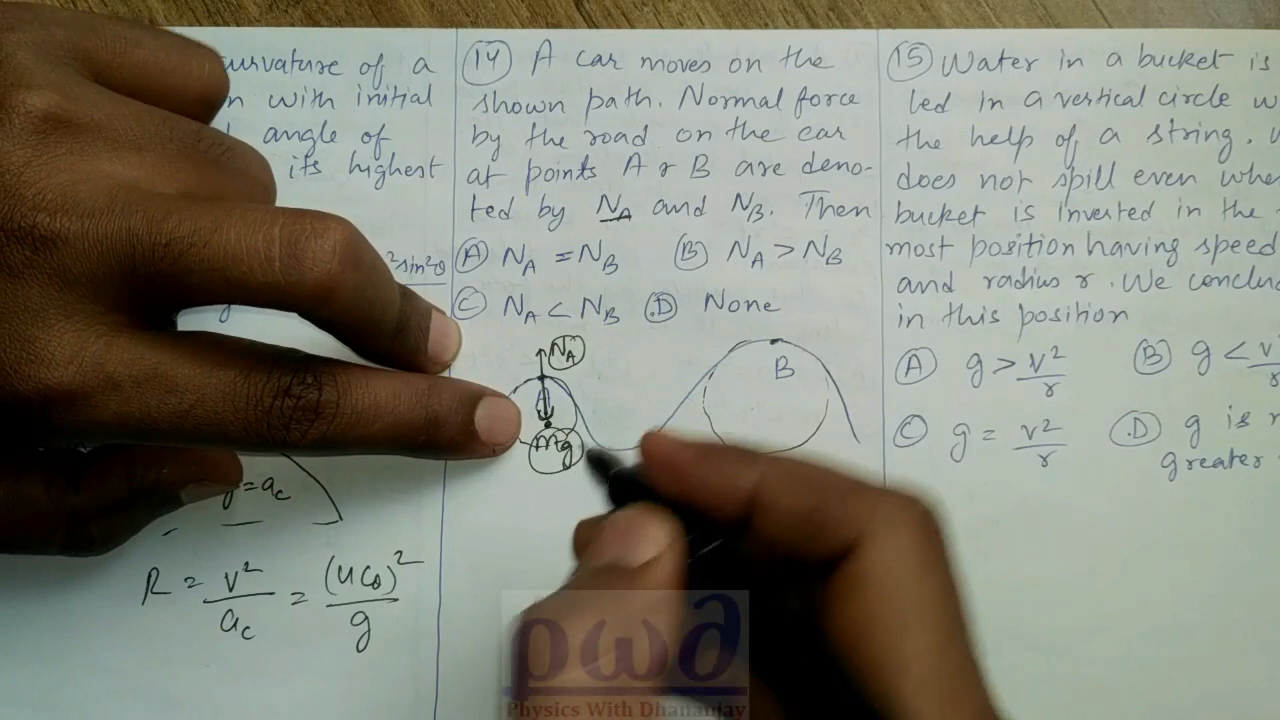 urvature of a
n with initial
angle of
its highest
²sin²θ
g
g = a_c
R = v²/a_c = (ucθ)²/g
(14) A car moves on the
shown path. Normal force
by the road on the car
at points A & B are deno-
ted by N_A and N_B. Then
(A) N_A = N_B (B) N_A > N_B
(C) N_A < N_B (D) None
N_A
mg
B
(15) Water in a bucket is
led in a vertical circle w
the help of a string.
does not spill even whe
bucket is inverted in the
most position having speed
and radius r. We conclu
in this position
(A) g > v²/r (B) g < v²/r
(C) g = v²/r (D) g is
greater
pwd
Physics With Dhananjay